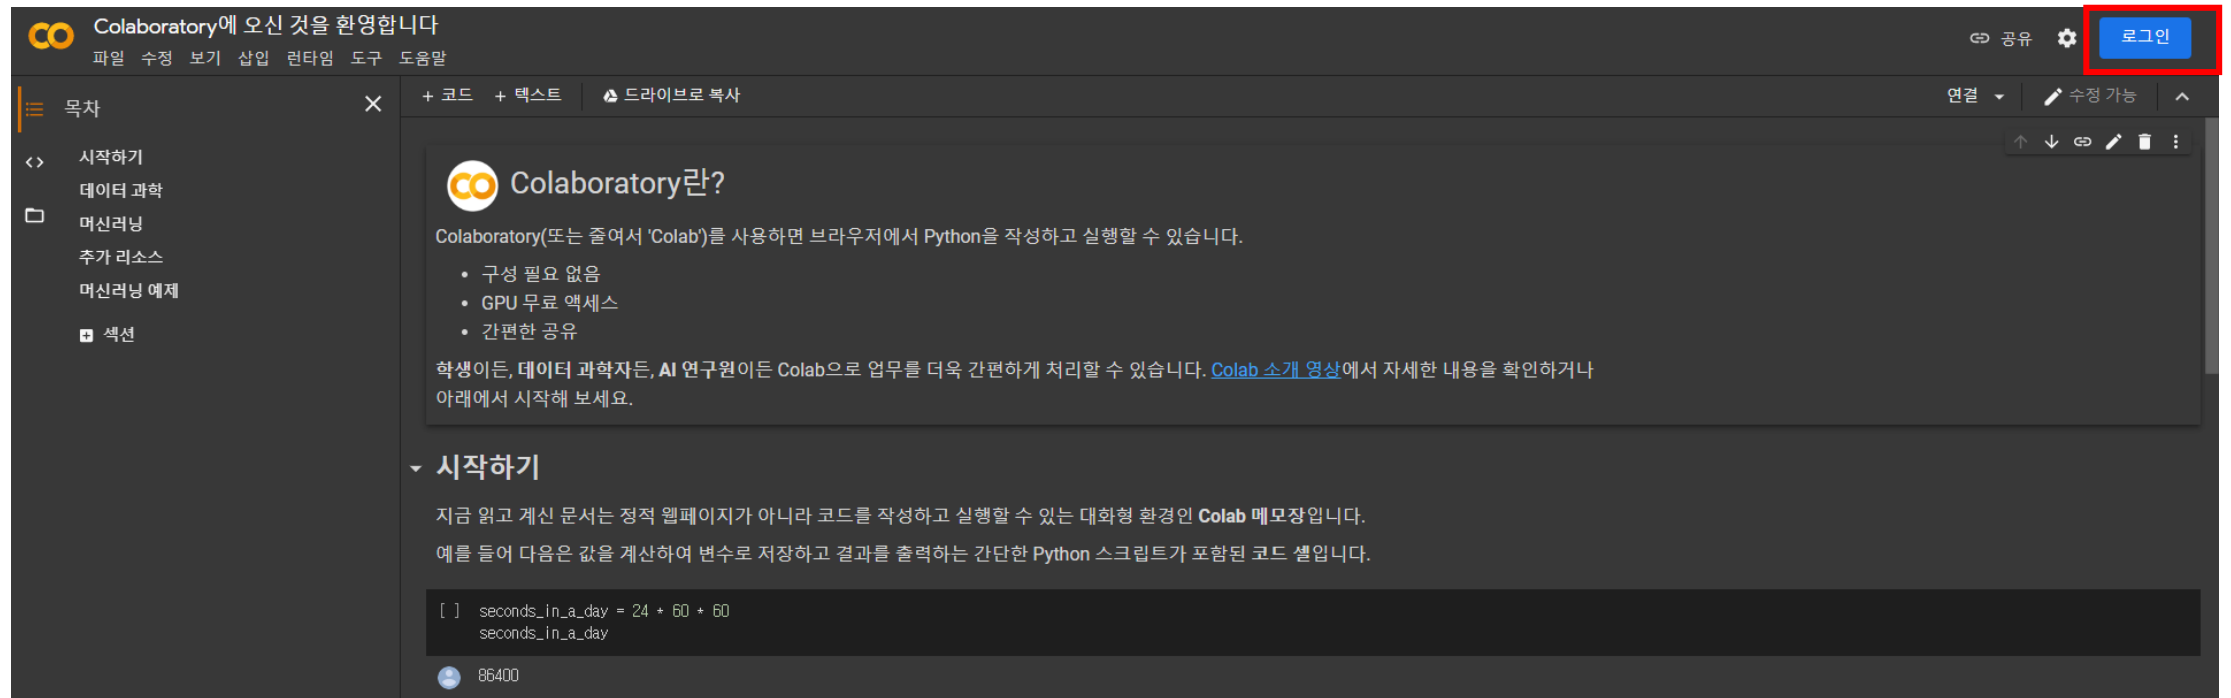 Colaboratory에 오신 것을 환영합니다
파일 수정 보기 삽입 런타임 도구 도움말
공유
로그인
목차
시작하기
데이터 과학
머신러닝
추가 리소스
머신러닝 예제
섹션
+ 코드 + 텍스트 드라이브로 복사
연결 수정 가능
Colaboratory란?
Colaboratory(또는 줄여서 'Colab')를 사용하면 브라우저에서 Python을 작성하고 실행할 수 있습니다.
• 구성 필요 없음
• GPU 무료 액세스
• 간편한 공유
학생이든, 데이터 과학자든, AI 연구원이든 Colab으로 업무를 더욱 간편하게 처리할 수 있습니다. Colab 소개 영상에서 자세한 내용을 확인하거나
아래에서 시작해 보세요.
시작하기
지금 읽고 계신 문서는 정적 웹페이지가 아니라 코드를 작성하고 실행할 수 있는 대화형 환경인 Colab 메모장입니다.
예를 들어 다음은 값을 계산하여 변수로 저장하고 결과를 출력하는 간단한 Python 스크립트가 포함된 코드 셀입니다.
[ ] seconds_in_a_day = 24 * 60 * 60
seconds_in_a_day
86400